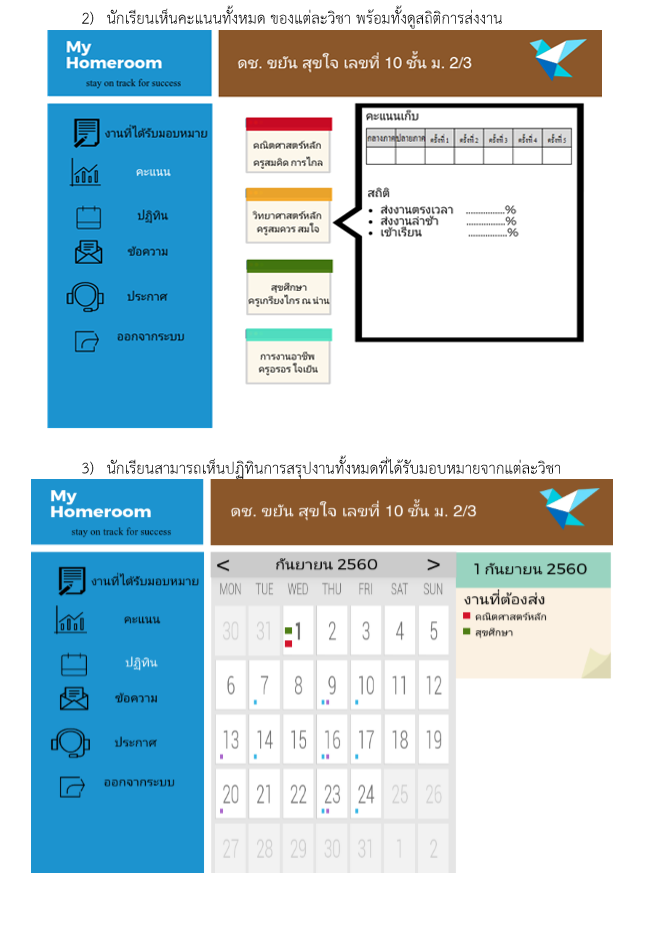 2) นักเรียนเห็นคะแนนทั้งหมด ของแต่ละวิชา พร้อมทั้งดูสถิติการส่งงาน
My
Homeroom
stay on track for success
ดช. ขยัน สุขใจ เลขที่ 10 ชั้น ม. 2/3
งานที่ได้รับมอบหมาย
คะแนน
ปฏิทิน
ข้อความ
ประกาศ
ออกจากระบบ
คณิตศาสตร์หลัก
ครูสมคิด การไกล
วิทยาศาสตร์หลัก
ครูสมควร สมใจ
สุขศึกษา
ครูเกรียงไกร ณ น่าน
การงานอาชีพ
ครูอรอร ใจเย็น
คะแนนเก็บ
กลางภาค ปลายภาค ครั้งที่ 1 ครั้งที่ 2 ครั้งที่ 3 ครั้งที่ 4 ครั้งที่ 5
สถิติ
• ส่งงานตรงเวลา ...............%
• ส่งงานล่าช้า ...............%
• เข้าเรียน ...............%
3) นักเรียนสามารถเห็นปฏิทินการสรุปงานทั้งหมดที่ได้รับมอบหมายจากแต่ละวิชา
My
Homeroom
stay on track for success
ดช. ขยัน สุขใจ เลขที่ 10 ชั้น ม. 2/3
งานที่ได้รับมอบหมาย
คะแนน
ปฏิทิน
ข้อความ
ประกาศ
ออกจากระบบ
< กันยายน 2560 >
MON TUE WED THU FRI SAT SUN
30 31 1 2 3 4 5
6 7 8 9 10 11 12
13 14 15 16 17 18 19
20 21 22 23 24 25 26
27 28 29 30 31 1 2
1 กันยายน 2560
งานที่ต้องส่ง
คณิตศาสตร์หลัก
สุขศึกษา